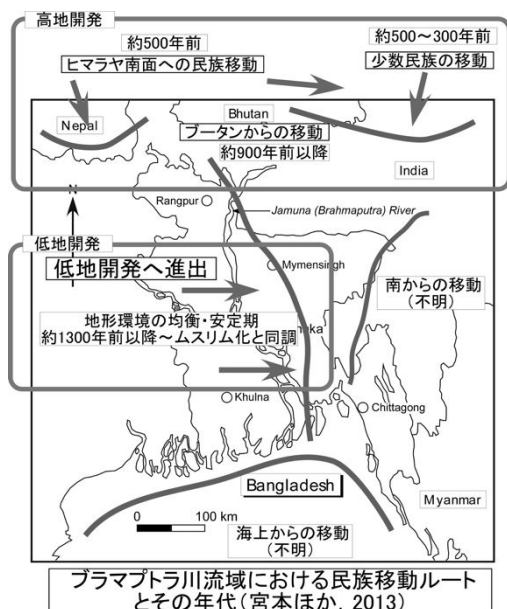 高地開発
約500年前
ヒマラヤ南面への民族移動
約500～300年前
少数民族の移動
Nepal
Bhutan
ブータンからの移動
約900年前以降
India
N
Rangpur
Jamuna (Brahmaputra) River
低地開発
低地開発へ進出
Mymensingh
南からの移動
(不明)
地形環境の均衡・安定期
約1300年前以降～ムスリム化と同調
Khulna
Chittagong
Bangladesh
Myanmar
0 100 km
海上からの移動
(不明)
ブラマプトラ川流域における民族移動ルート
とその年代(宮本ほか, 2013)